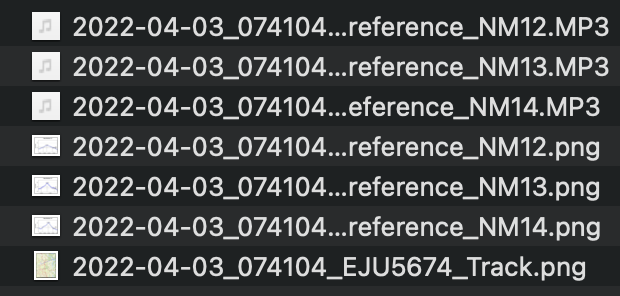 2022-04-03_074104...reference_NM12.MP3
2022-04-03_074104...reference_NM13.MP3
2022-04-03_074104...eference_NM14.MP3
2022-04-03_074104...reference_NM12.png
2022-04-03_074104...reference_NM13.png
2022-04-03_074104...reference_NM14.png
2022-04-03_074104_EJU5674_Track.png